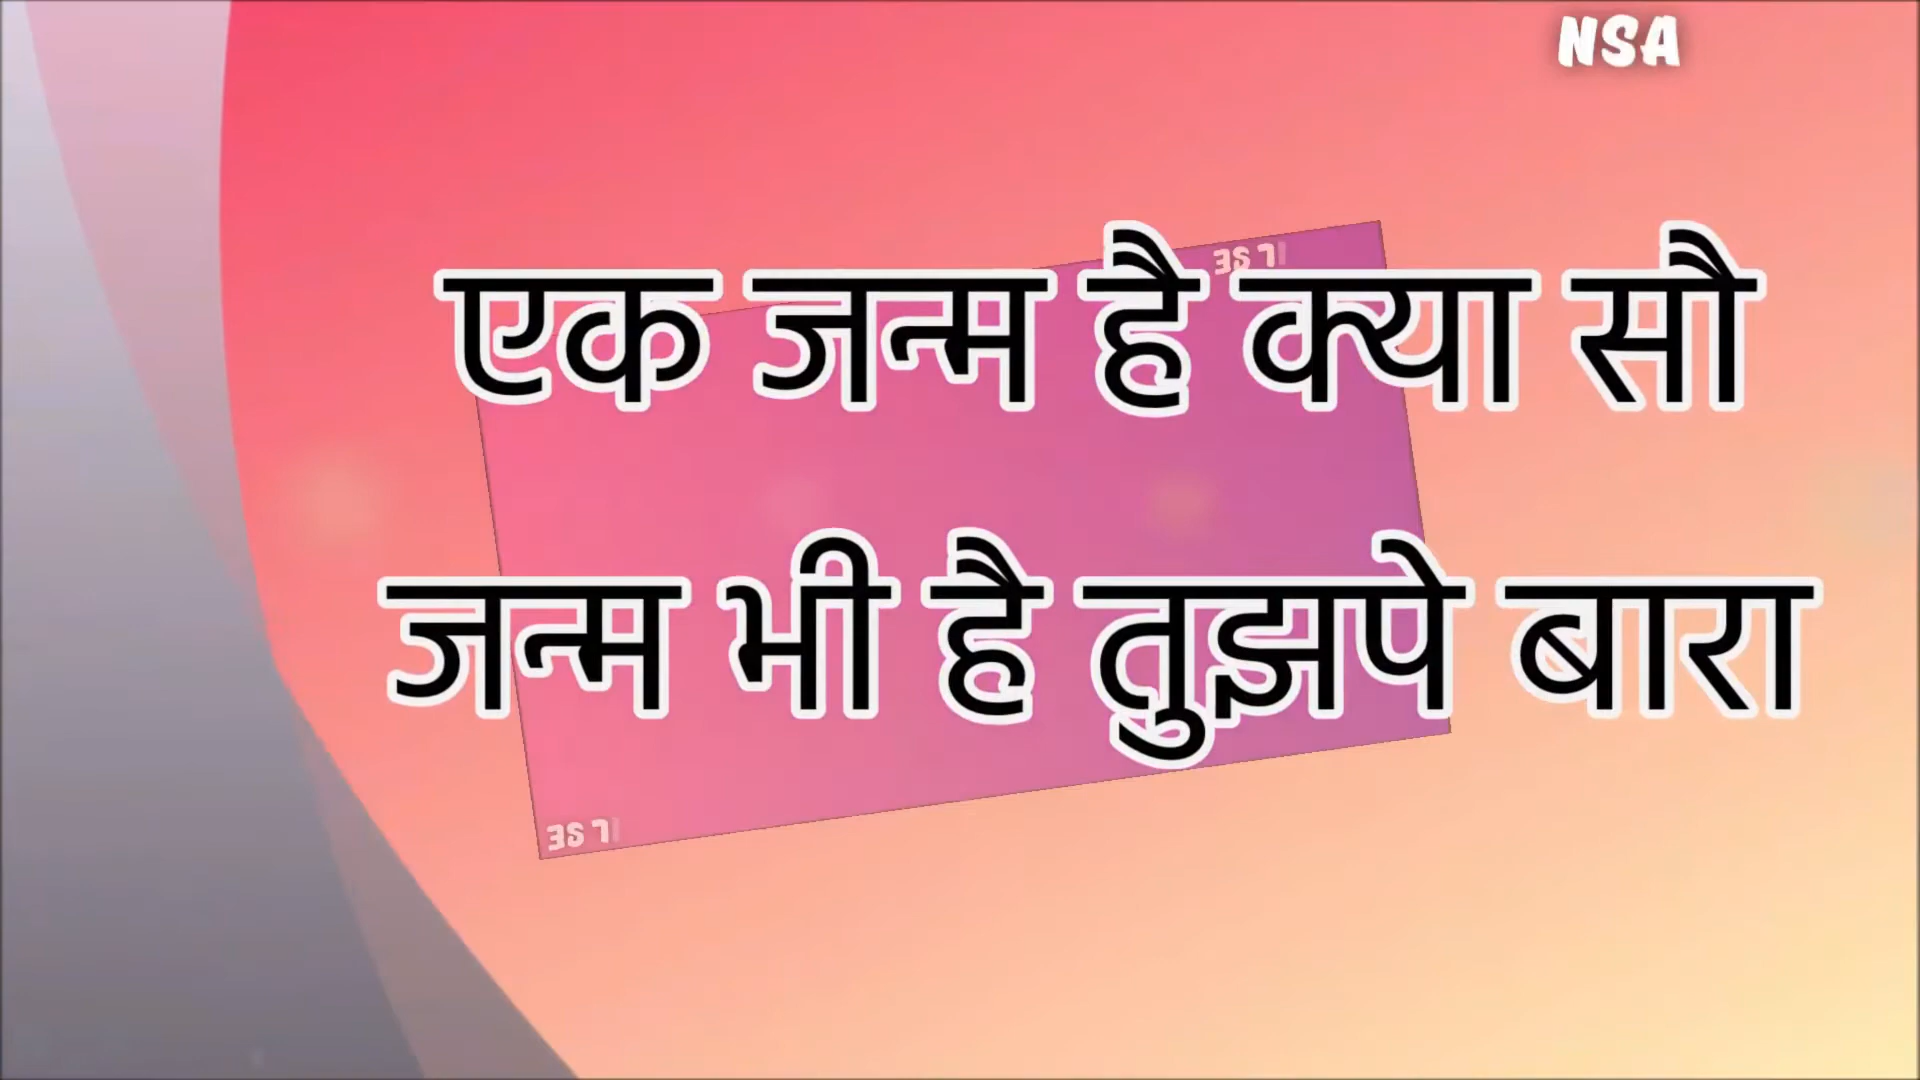 NSA
एक जन्म है क्या सौ
जन्म भी है तुझपे बारा